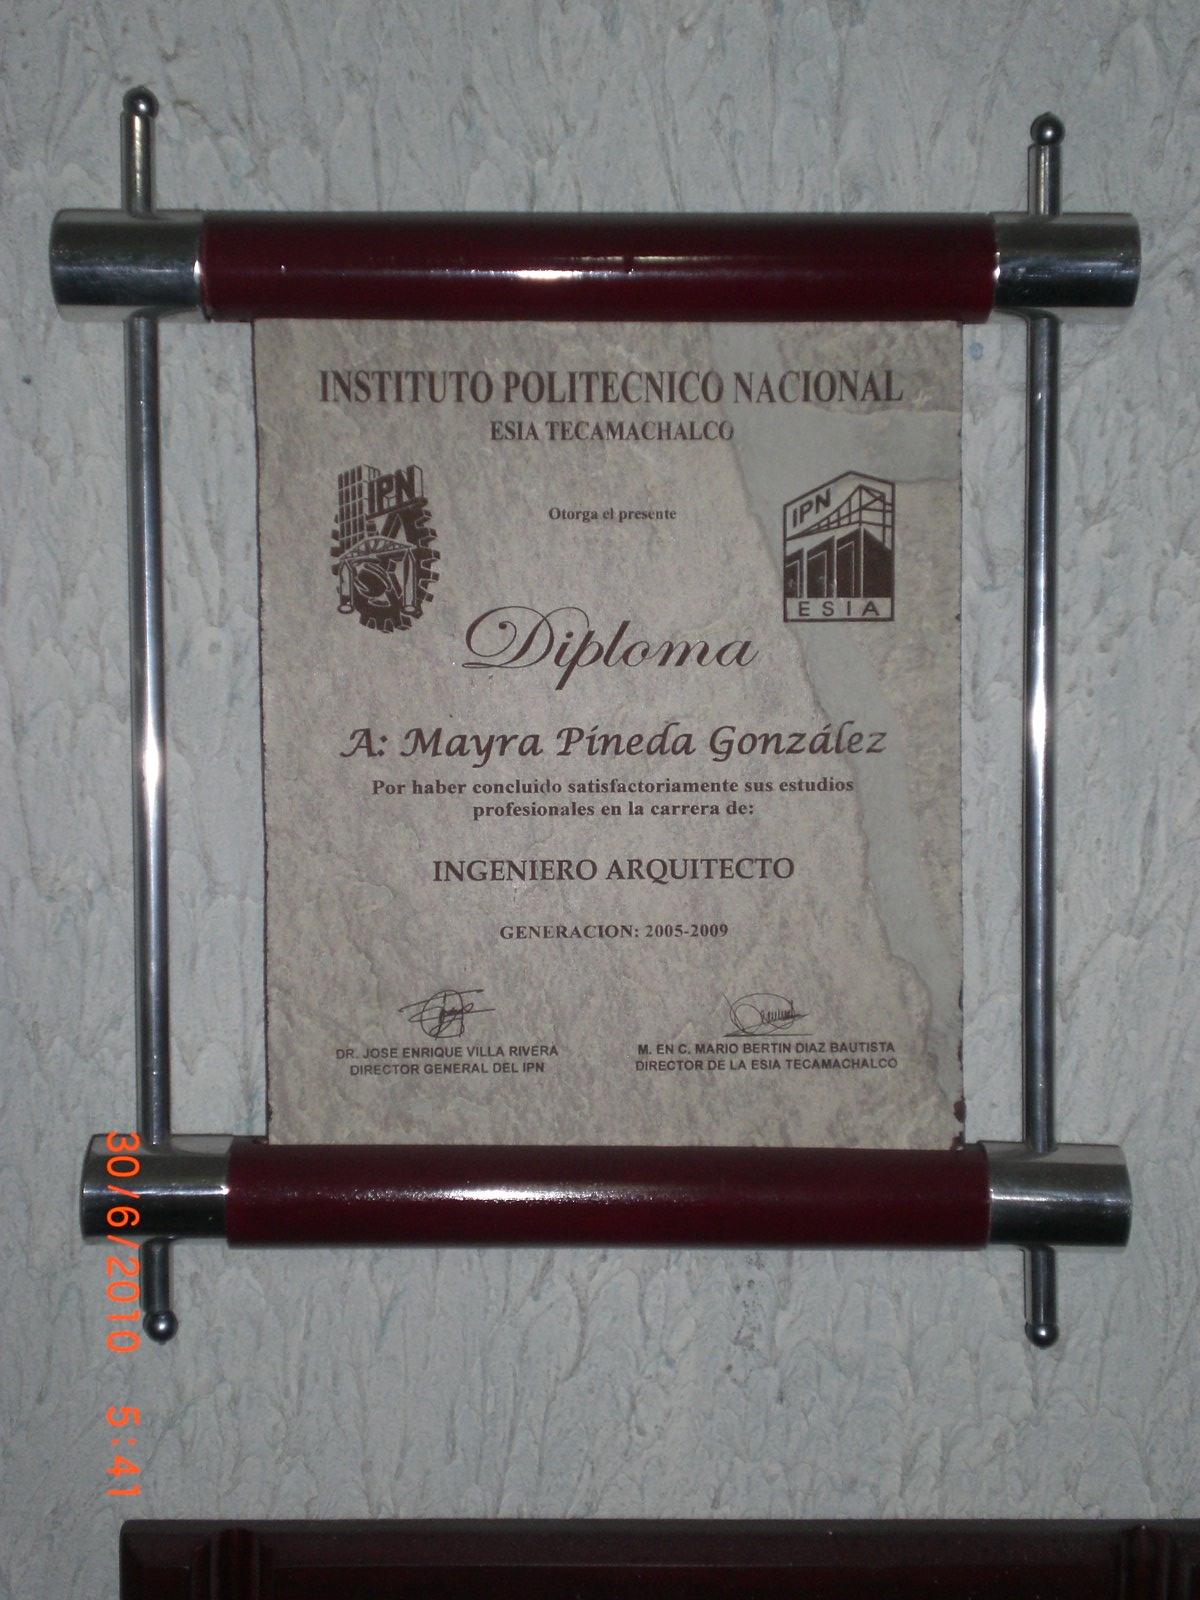 INSTITUTO POLITECNICO NACIONAL
ESIA TECAMACHALCO
IPN
IPN
ESIA
Otorga el presente
Diploma
A: Mayra Pineda González
Por haber concluido satisfactoriamente sus estudios
profesionales en la carrera de:
INGENIERO ARQUITECTO
GENERACION: 2005-2009
DR. JOSE ENRIQUE VILLA RIVERA
DIRECTOR GENERAL DEL IPN
M. EN C. MARIO BERTIN DIAZ BAUTISTA
DIRECTOR DE LA ESIA TECAMACHALCO
30/6/2010 5:41